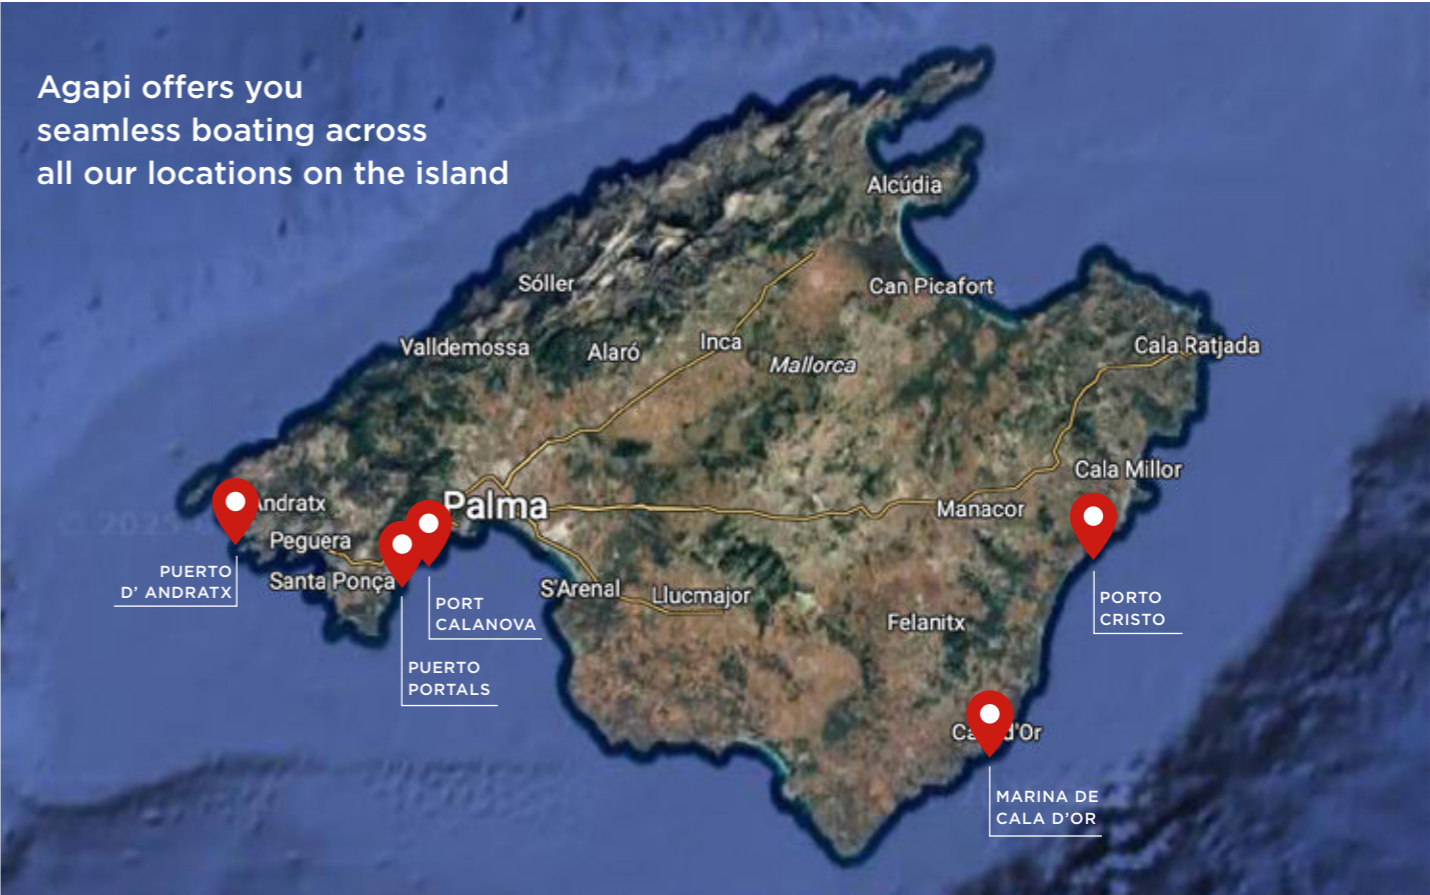 Agapi offers you
seamless boating across
all our locations on the island
Alcúdia
Sóller
Can Picafort
Valldemossa
Alaró
Inca
Mallorca
Cala Ratjada
Cala Millor
Andratx
Palma
Manacor
Peguera
Santa Ponça
S'Arenal
Llucmajor
Felanitx
PUERTO
D' ANDRATX
PORT
CALANOVA
PUERTO
PORTALS
PORTO
CRISTO
d'Or
MARINA DE
CALA D'OR